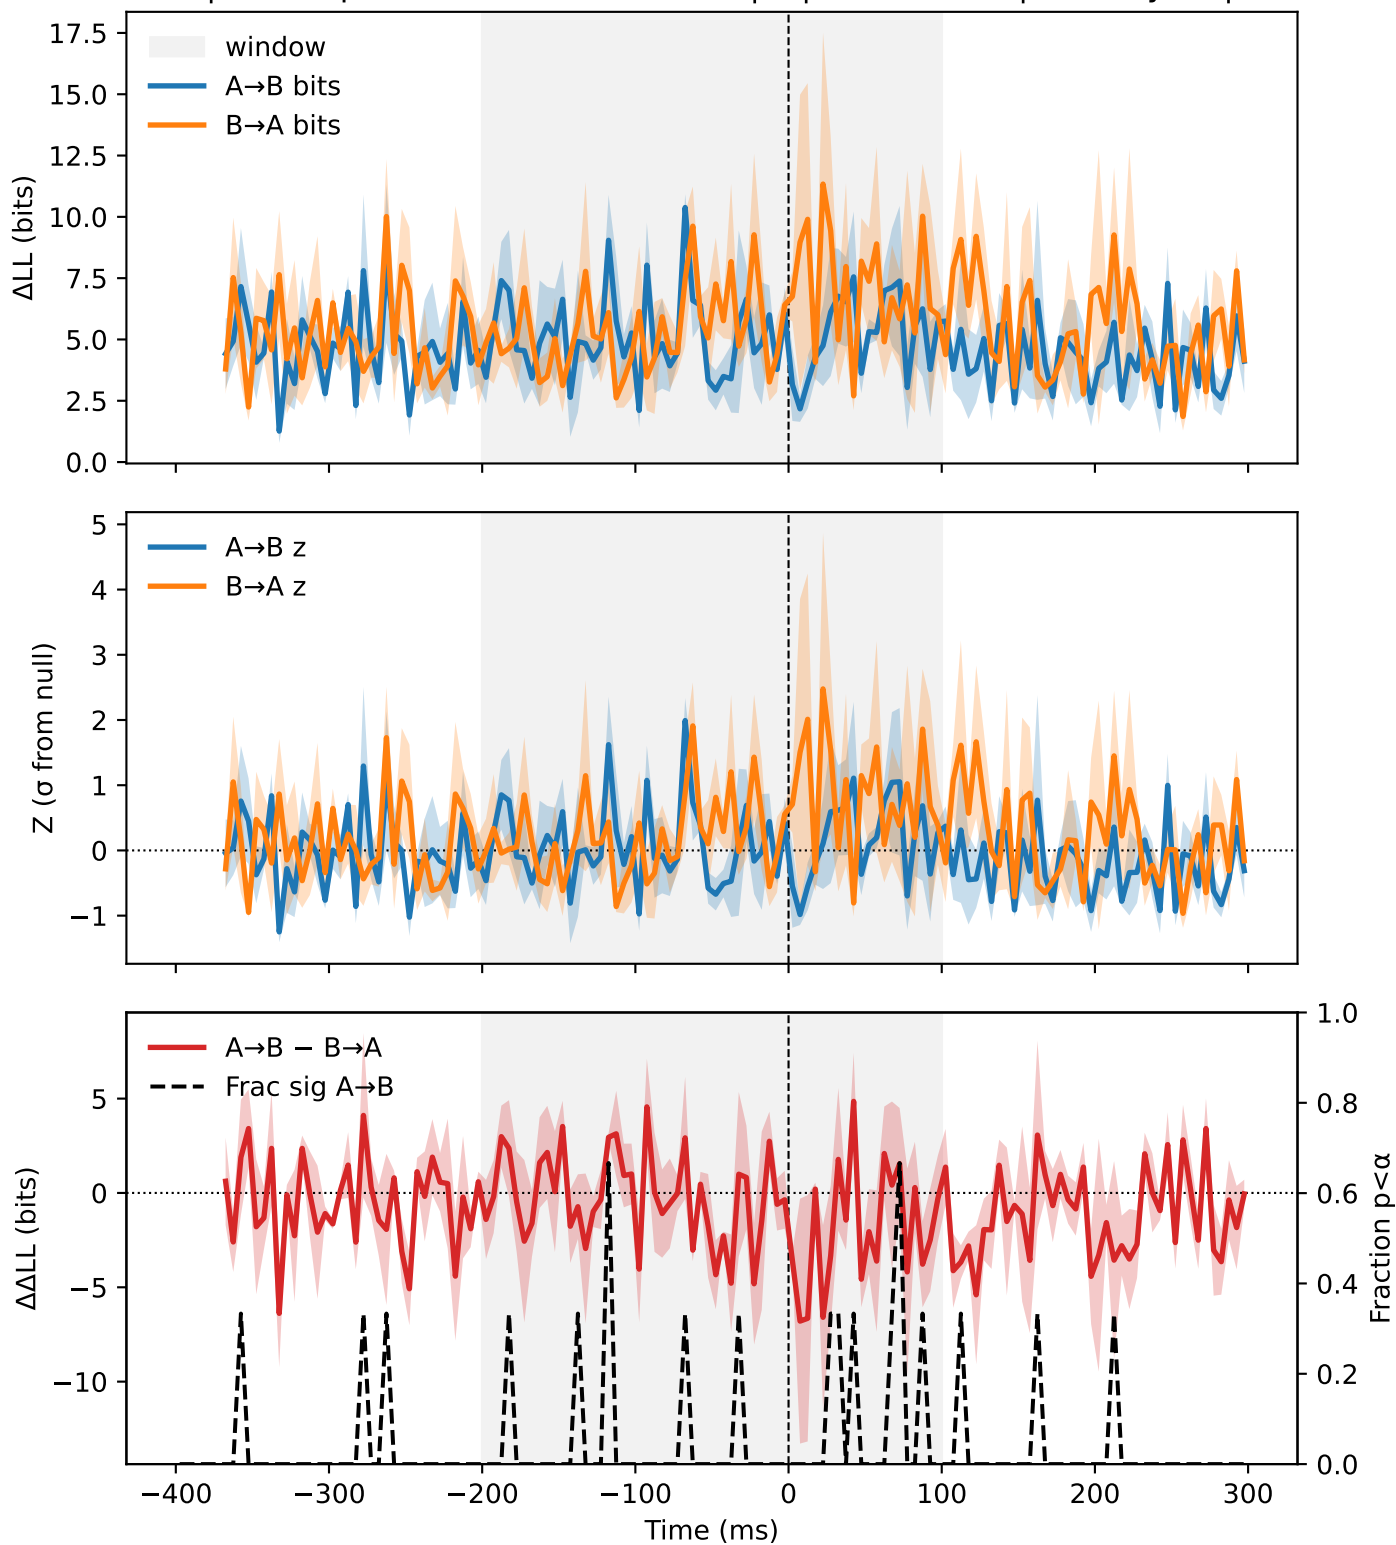 17.5
15.0
12.5
10.0
7.5
5.0
2.5
0.0
ΔLL (bits)
window
A→B bits
B→A bits
5
4
3
2
1
0
−1
Z (σ from null)
A→B z
B→A z
5
0
−5
−10
ΔΔLL (bits)
A→B − B→A
Frac sig A→B
1.0
0.8
0.6
0.4
0.2
0.0
Fraction p<α
−400
−300
−200
−100
0
100
200
300
Time (ms)